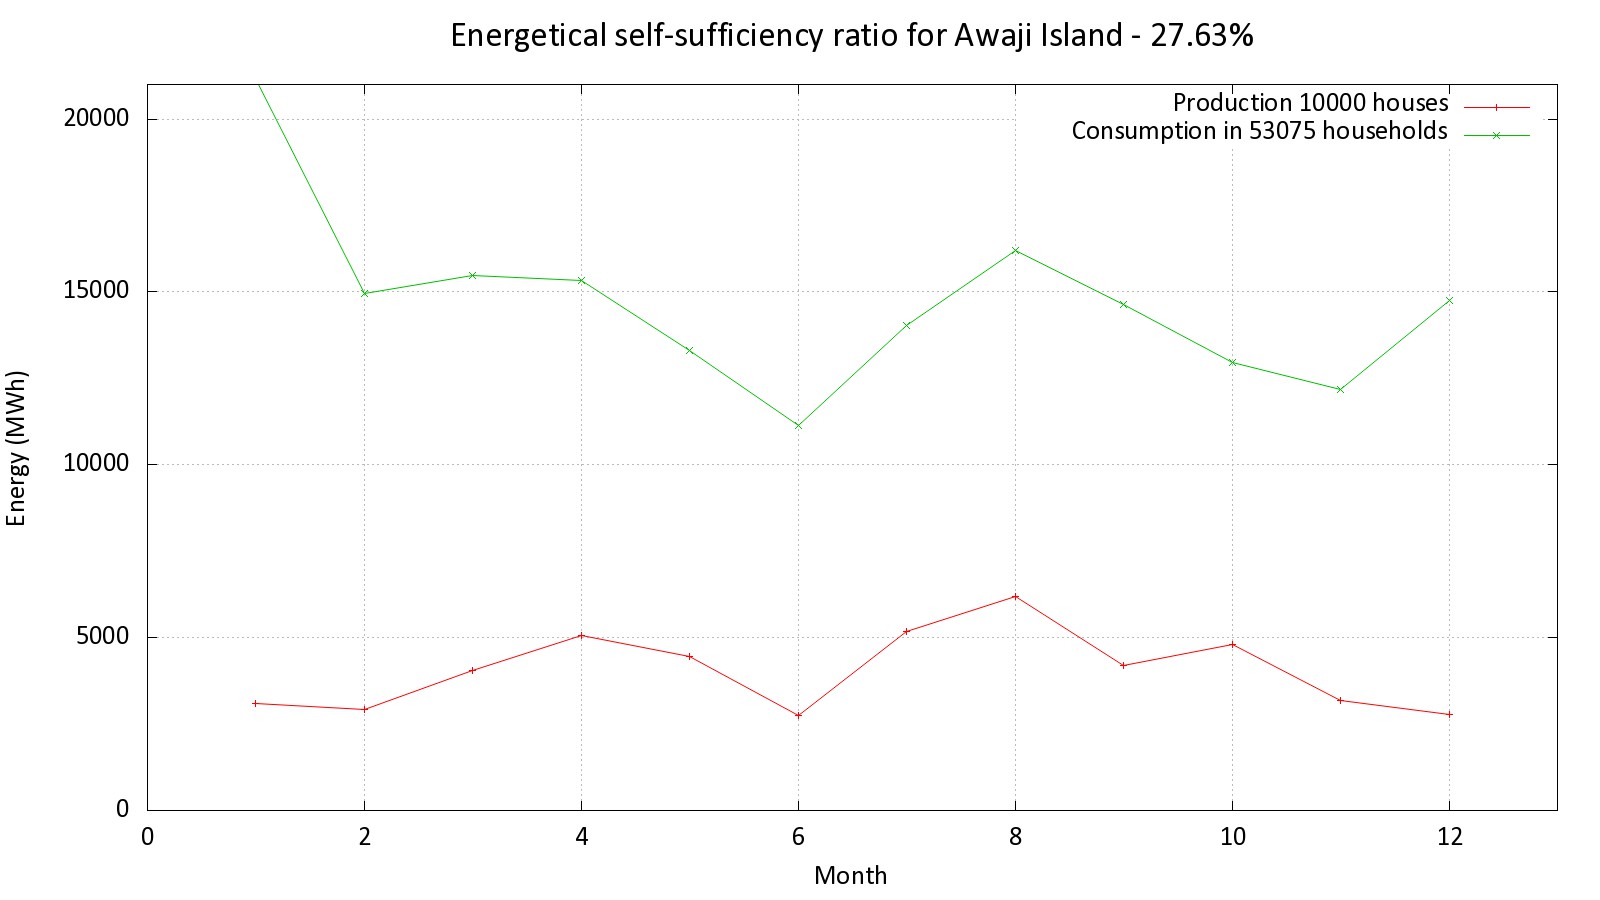 Energetical self-sufficiency ratio for Awaji Island - 27.63%
Production 10000 houses
Consumption in 53075 households
20000
15000
10000
5000
0
Energy (MWh)
0 2 4 6 8 10 12
Month